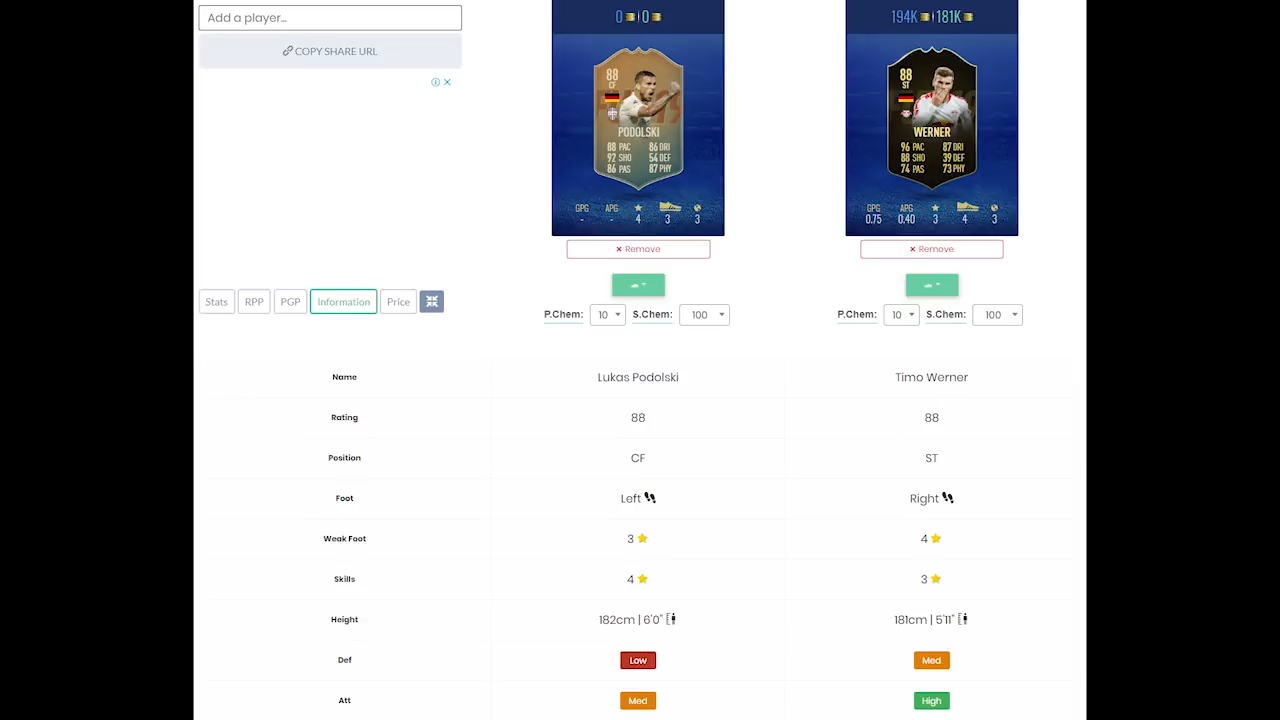 Add a player...
COPY SHARE URL
0 | 0
88
CF
PODOLSKI
88 PAC 86 DRI
92 SHO 54 DEF
86 PAS 87 PHY
GPG APG
- - 4 3 3
× Remove
194K | 181K
88
ST
WERNER
96 PAC 87 DRI
88 SHO 39 DEF
74 PAS 73 PHY
GPG APG
0.75 0.40 3 4 3
× Remove
Stats RPP PGP Information Price
P.Chem: 10 S.Chem: 100
P.Chem: 10 S.Chem: 100
Name Lukas Podolski Timo Werner
Rating 88 88
Position CF ST
Foot Left Right
Weak Foot 3 4
Skills 4 3
Height 182cm | 6'0" 181cm | 5'11"
Def Low Med
Att Med High